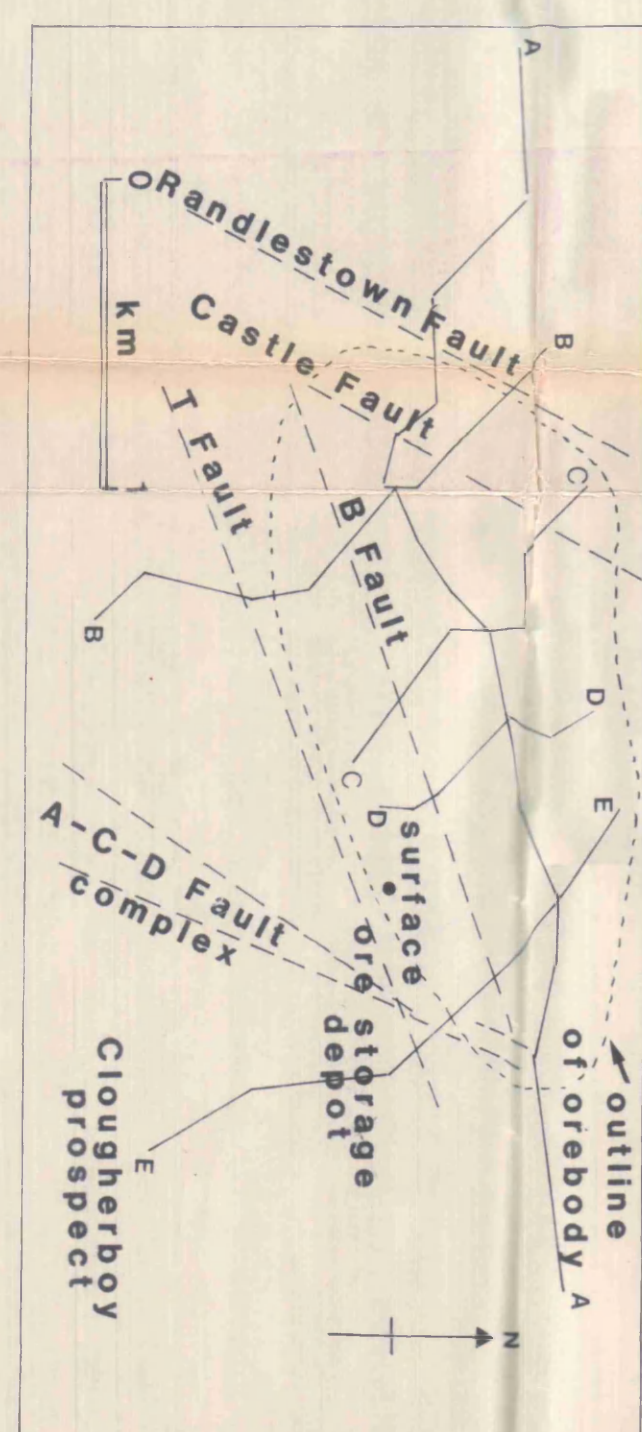 outline
of orebody
E
D
C
B
A
A
N
Randlestown Fault
Castle Fault
B Fault
T Fault
surface
ore storage
depot
D
C
B
E
A-C-D Fault
complex
Clougherboy
prospect
0
1
km